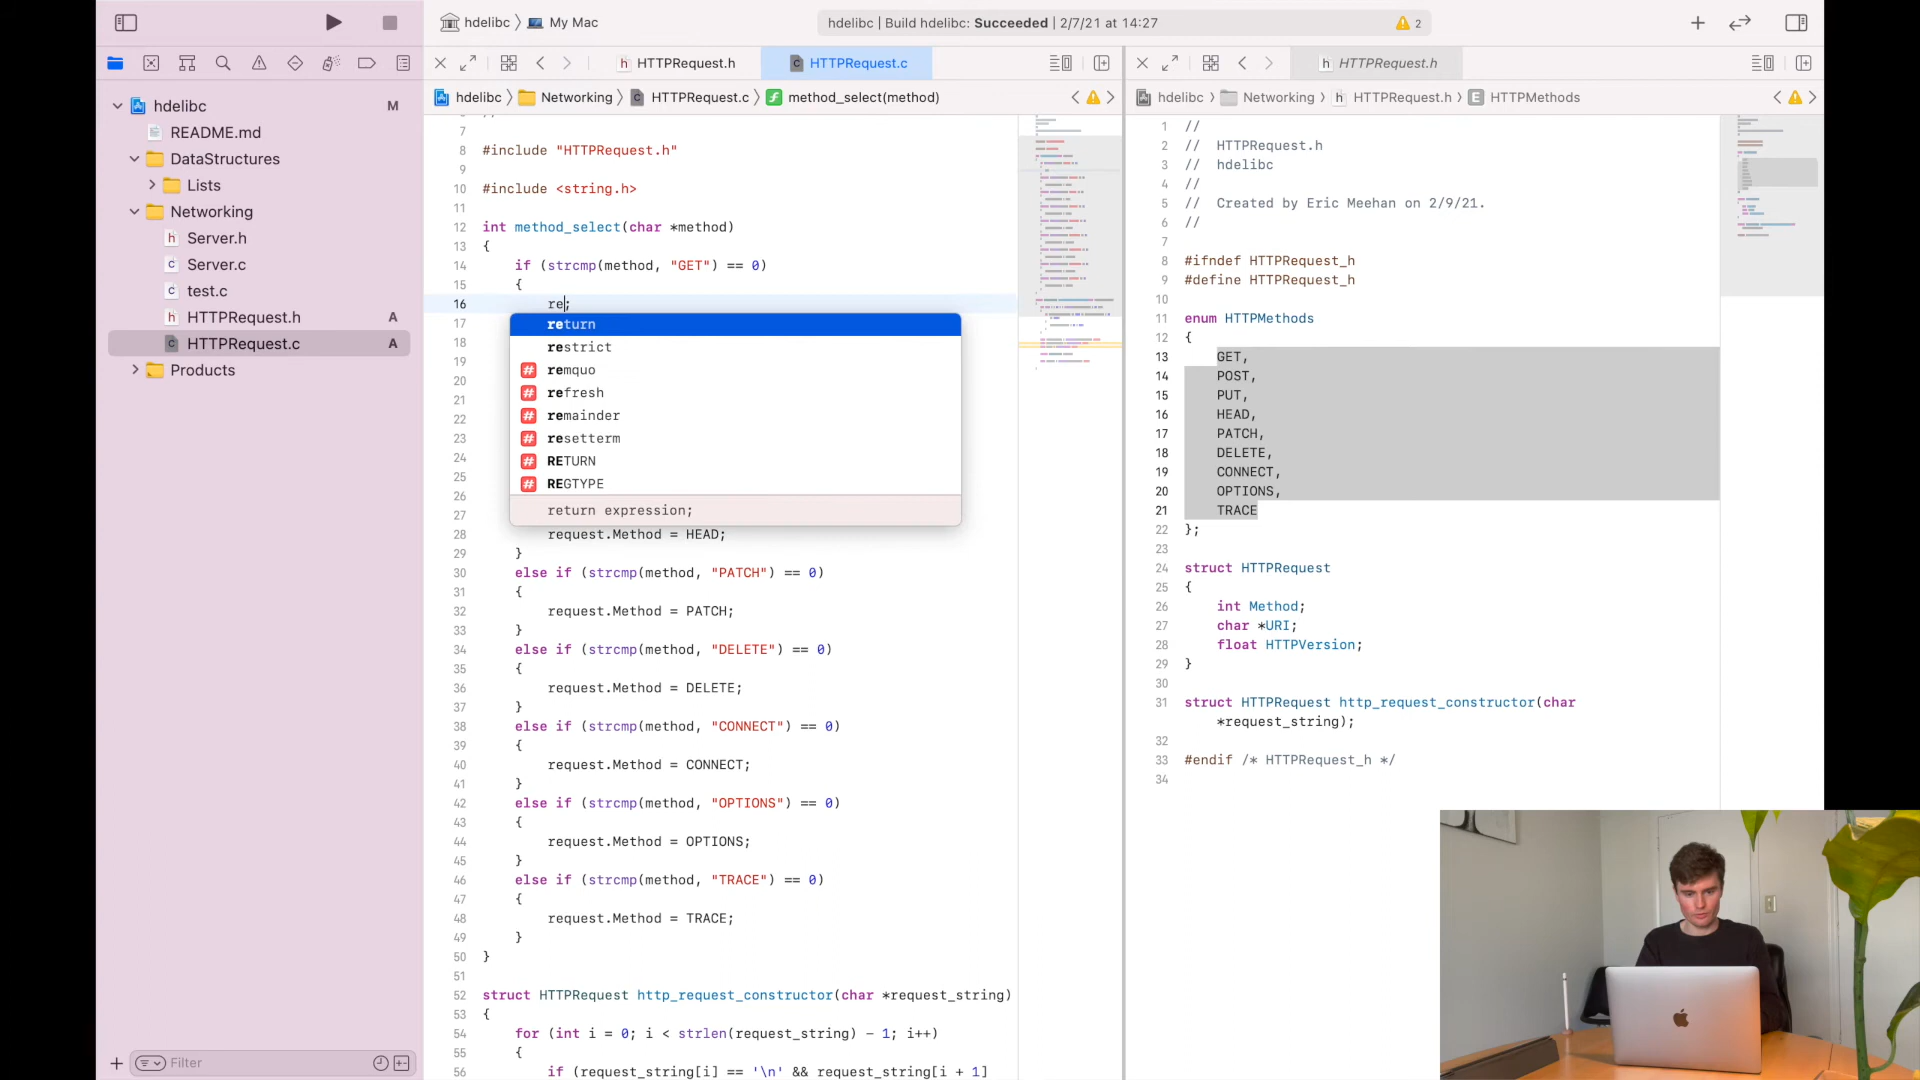 hdelibc
My Mac
hdelibc | Build hdelibc: Succeeded | 2/7/21 at 14:27
2
HTTPRequest.h
HTTPRequest.c
HTTPRequest.h
hdelibc
Networking
HTTPRequest.c
method_select(method)
hdelibc
Networking
HTTPRequest.h
HTTPMethods
hdelibc
M
README.md
DataStructures
Lists
Networking
Server.h
Server.c
test.c
HTTPRequest.h
A
HTTPRequest.c
A
Products
Filter
7
8 #include "HTTPRequest.h"
9
10 #include <string.h>
11
12 int method_select(char *method)
13 {
14 if (strcmp(method, "GET") == 0)
15 {
16 re;
17
18
19
20
21
22
23
24
25
26
27
return
restrict
# remquo
# refresh
# remainder
# resetterm
# RETURN
# REGTYPE
return expression;
28 request.Method = HEAD;
29 }
30 else if (strcmp(method, "PATCH") == 0)
31 {
32 request.Method = PATCH;
33 }
34 else if (strcmp(method, "DELETE") == 0)
35 {
36 request.Method = DELETE;
37 }
38 else if (strcmp(method, "CONNECT") == 0)
39 {
40 request.Method = CONNECT;
41 }
42 else if (strcmp(method, "OPTIONS") == 0)
43 {
44 request.Method = OPTIONS;
45 }
46 else if (strcmp(method, "TRACE") == 0)
47 {
48 request.Method = TRACE;
49 }
50 }
51
52 struct HTTPRequest http_request_constructor(char *request_string)
53 {
54 for (int i = 0; i < strlen(request_string) - 1; i++)
55 {
56 if (request_string[i] == '\n' && request_string[i + 1]
1 //
2 // HTTPRequest.h
3 // hdelibc
4 //
5 // Created by Eric Meehan on 2/9/21.
6 //
7
8 #ifndef HTTPRequest_h
9 #define HTTPRequest_h
10
11 enum HTTPMethods
12 {
13 GET,
14 POST,
15 PUT,
16 HEAD,
17 PATCH,
18 DELETE,
19 CONNECT,
20 OPTIONS,
21 TRACE
22 };
23
24 struct HTTPRequest
25 {
26 int Method;
27 char *URI;
28 float HTTPVersion;
29 }
30
31 struct HTTPRequest http_request_constructor(char
*request_string);
32
33 #endif /* HTTPRequest_h */
34